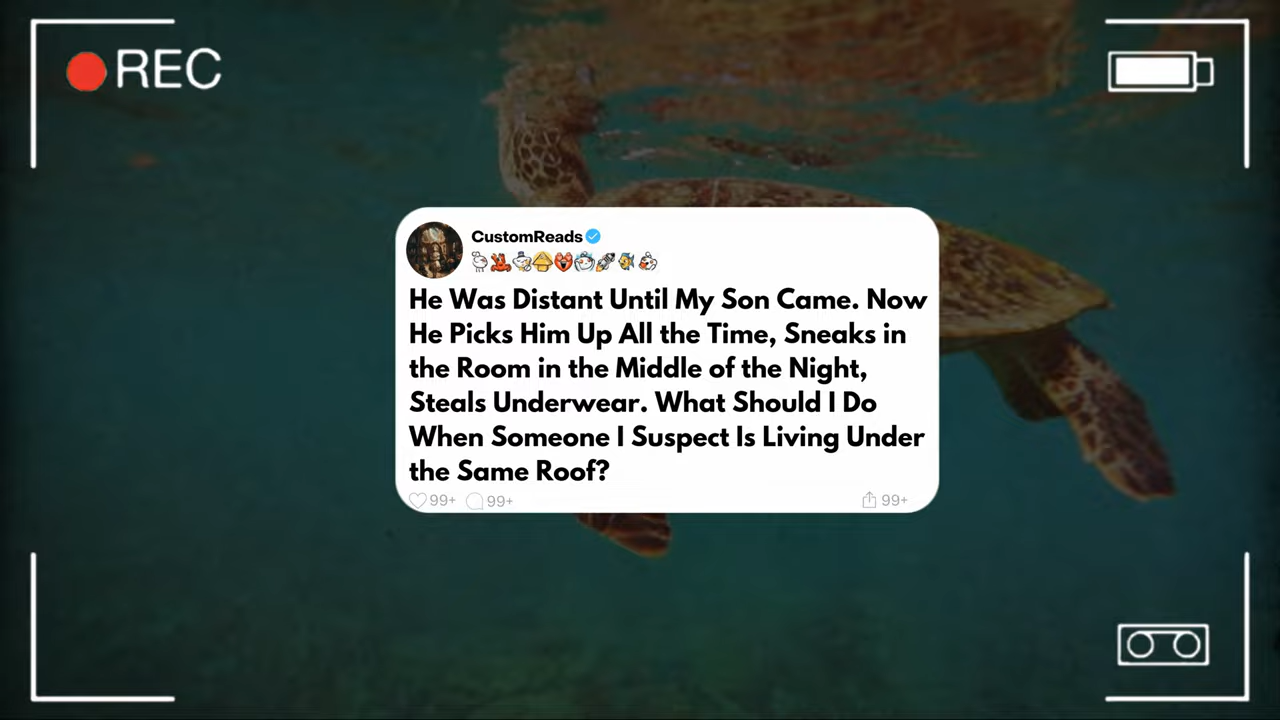 REC
CustomReads
He Was Distant Until My Son Came. Now
He Picks Him Up All the Time, Sneaks in
the Room in the Middle of the Night,
Steals Underwear. What Should I Do
When Someone I Suspect Is Living Under
the Same Roof?
99+ 99+ 99+